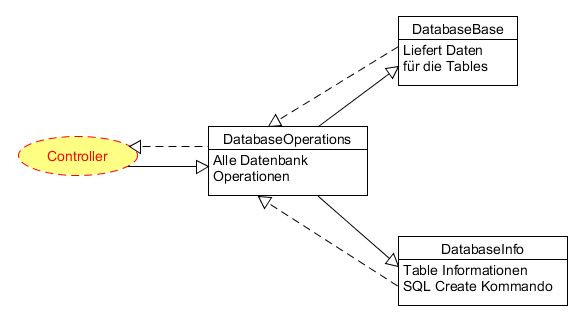 DatabaseBase
Liefert Daten
für die Tables
DatabaseOperations
Alle Datenbank
Operationen
Controller
DatabaseInfo
Table Informationen
SQL Create Kommando